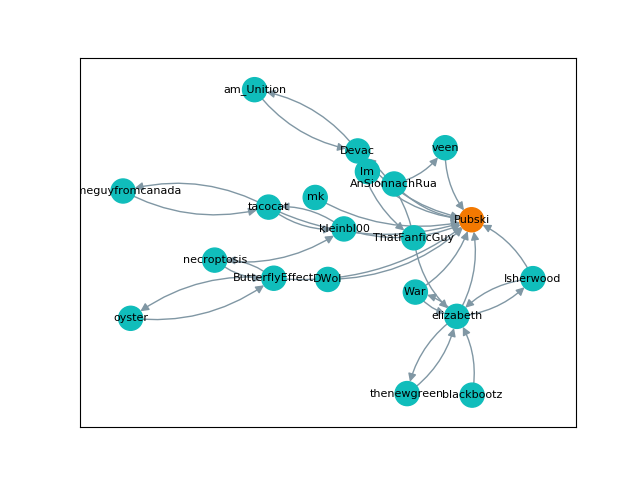 am_Unition
veen
Devac
lm
AnSionnachRua
meguyfromcanada
mk
tacocat
Pubski
kleinbl00
ThatFanficGuy
necroptosis
ButterflyEffect
DWol
Isherwood
War
oyster
elizabeth
thenewgreen
blackbootz